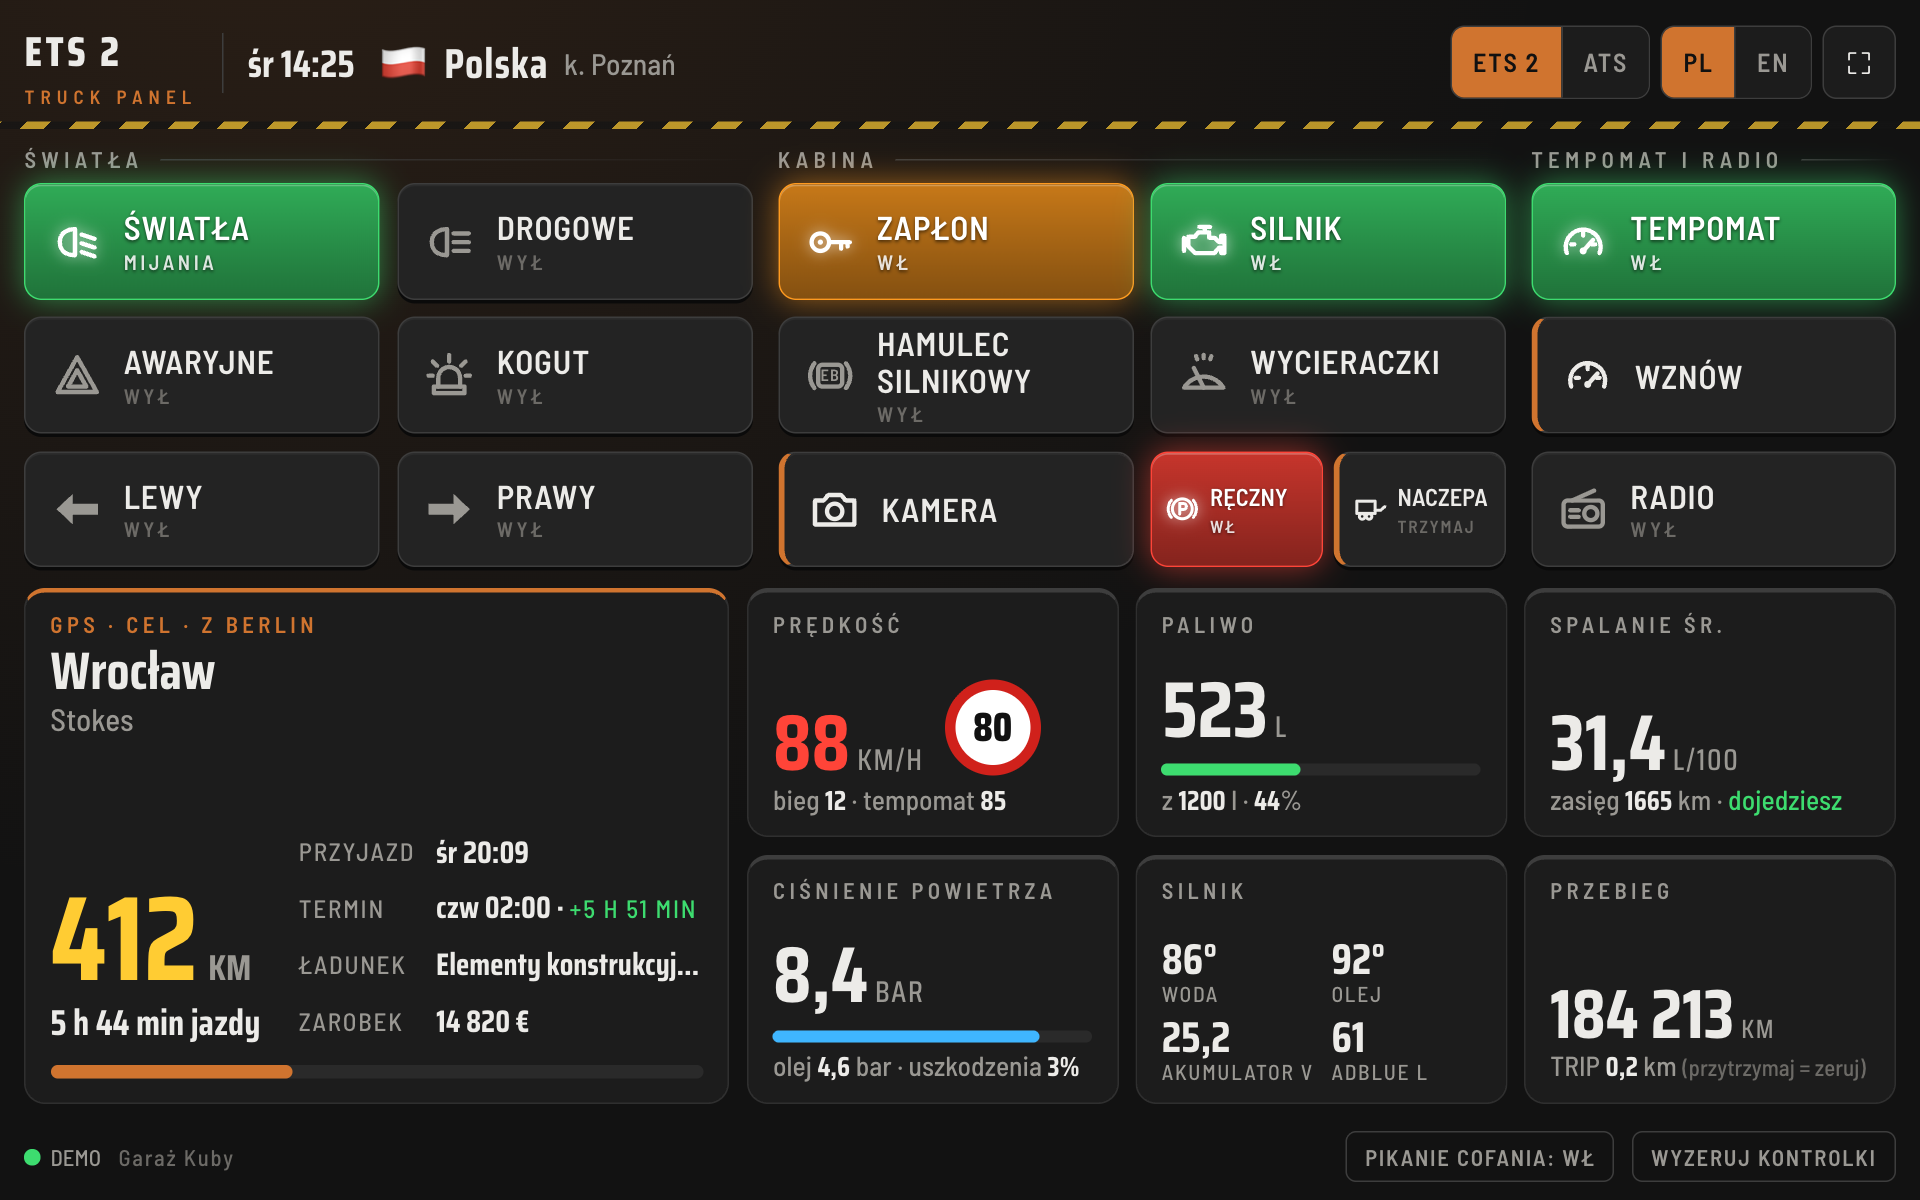 ETS 2
TRUCK PANEL
śr 14:25
Polska k. Poznań
ETS 2 ATS
PL EN
ŚWIATŁA
KABINA
TEMPOMAT I RADIO
ŚWIATŁA
MIJANIA
DROGOWE
WYŁ
ZAPŁON
WŁ
SILNIK
WŁ
TEMPOMAT
WŁ
AWARYJNE
WYŁ
KOGUT
WYŁ
EB
HAMULEC
SILNIKOWY
WYŁ
WYCIERACZKI
WYŁ
WZNÓW
LEWY
WYŁ
PRAWY
WYŁ
KAMERA
P
RĘCZNY
WŁ
NACZEPA
TRZYMAJ
RADIO
WYŁ
GPS · CEL · Z BERLIN
Wrocław
Stokes
412 KM
5 h 44 min jazdy
PRZYJAZD śr 20:09
TERMIN czw 02:00 · +5 H 51 MIN
ŁADUNEK Elementy konstrukcyj...
ZAROBEK 14 820 €
PRĘDKOŚĆ
88 KM/H
80
bieg 12 · tempomat 85
PALIWO
523 L
z 1200 l · 44%
SPALANIE ŚR.
31,4 L/100
zasięg 1665 km · dojedziesz
CIŚNIENIE POWIETRZA
8,4 BAR
olej 4,6 bar · uszkodzenia 3%
SILNIK
86° 92°
WODA OLEJ
25,2 61
AKUMULATOR V ADBLUE L
PRZEBIEG
184 213 KM
TRIP 0,2 km (przytrzymaj = zeruj)
DEMO Garaż Kuby
PIKANIE COFANIA: WŁ
WYZERUJ KONTROLKI